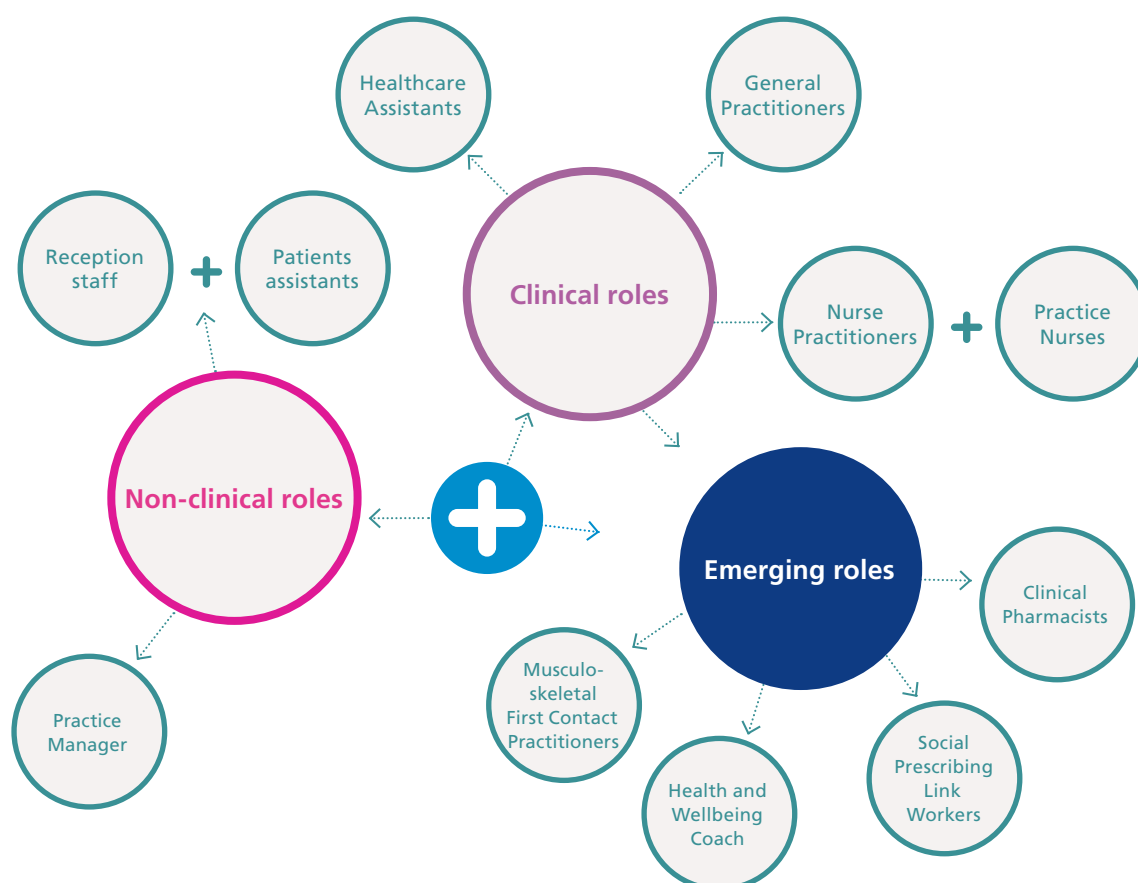 Healthcare
Assistants
General
Practitioners
Reception
staff
Patients
assistants
Clinical roles
Nurse
Practitioners
Practice
Nurses
Non-clinical roles
Emerging roles
Clinical
Pharmacists
Musculo-
skeletal
First Contact
Practitioners
Practice
Manager
Social
Prescribing
Link
Workers
Health and
Wellbeing
Coach